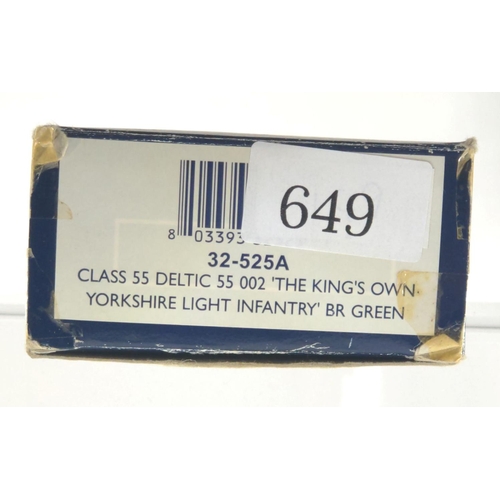 649
8 03393
32-525A
CLASS 55 DELTIC 55 002 'THE KING'S OWN
YORKSHIRE LIGHT INFANTRY' BR GREEN